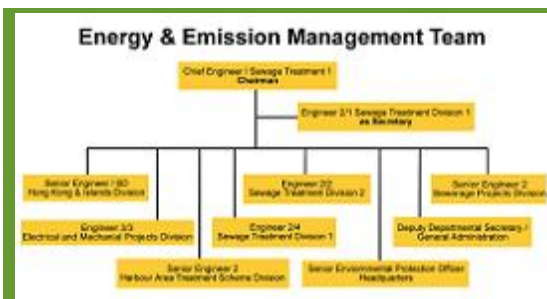 Energy & Emission Management Team
Chief Engineer / Sewage Treatment 1
Chairman
Engineer 2/1 Sewage Treatment Division 1
as Secretary
Senior Engineer /
Hong Kong & Islands Division
Engineer 2/2
Sewage Treatment Division 2
Senior Engineer 2
Sewerage Projects Division
Engineer
Electrical and Mechanical Projects Division
Engineer 2/4
Sewage Treatment Division 1
Deputy Departmental Secretary /
General Administration
Senior Engineer 2
Harbour Area Treatment Scheme Division
Senior Environmental Protection Officer
Headquarters